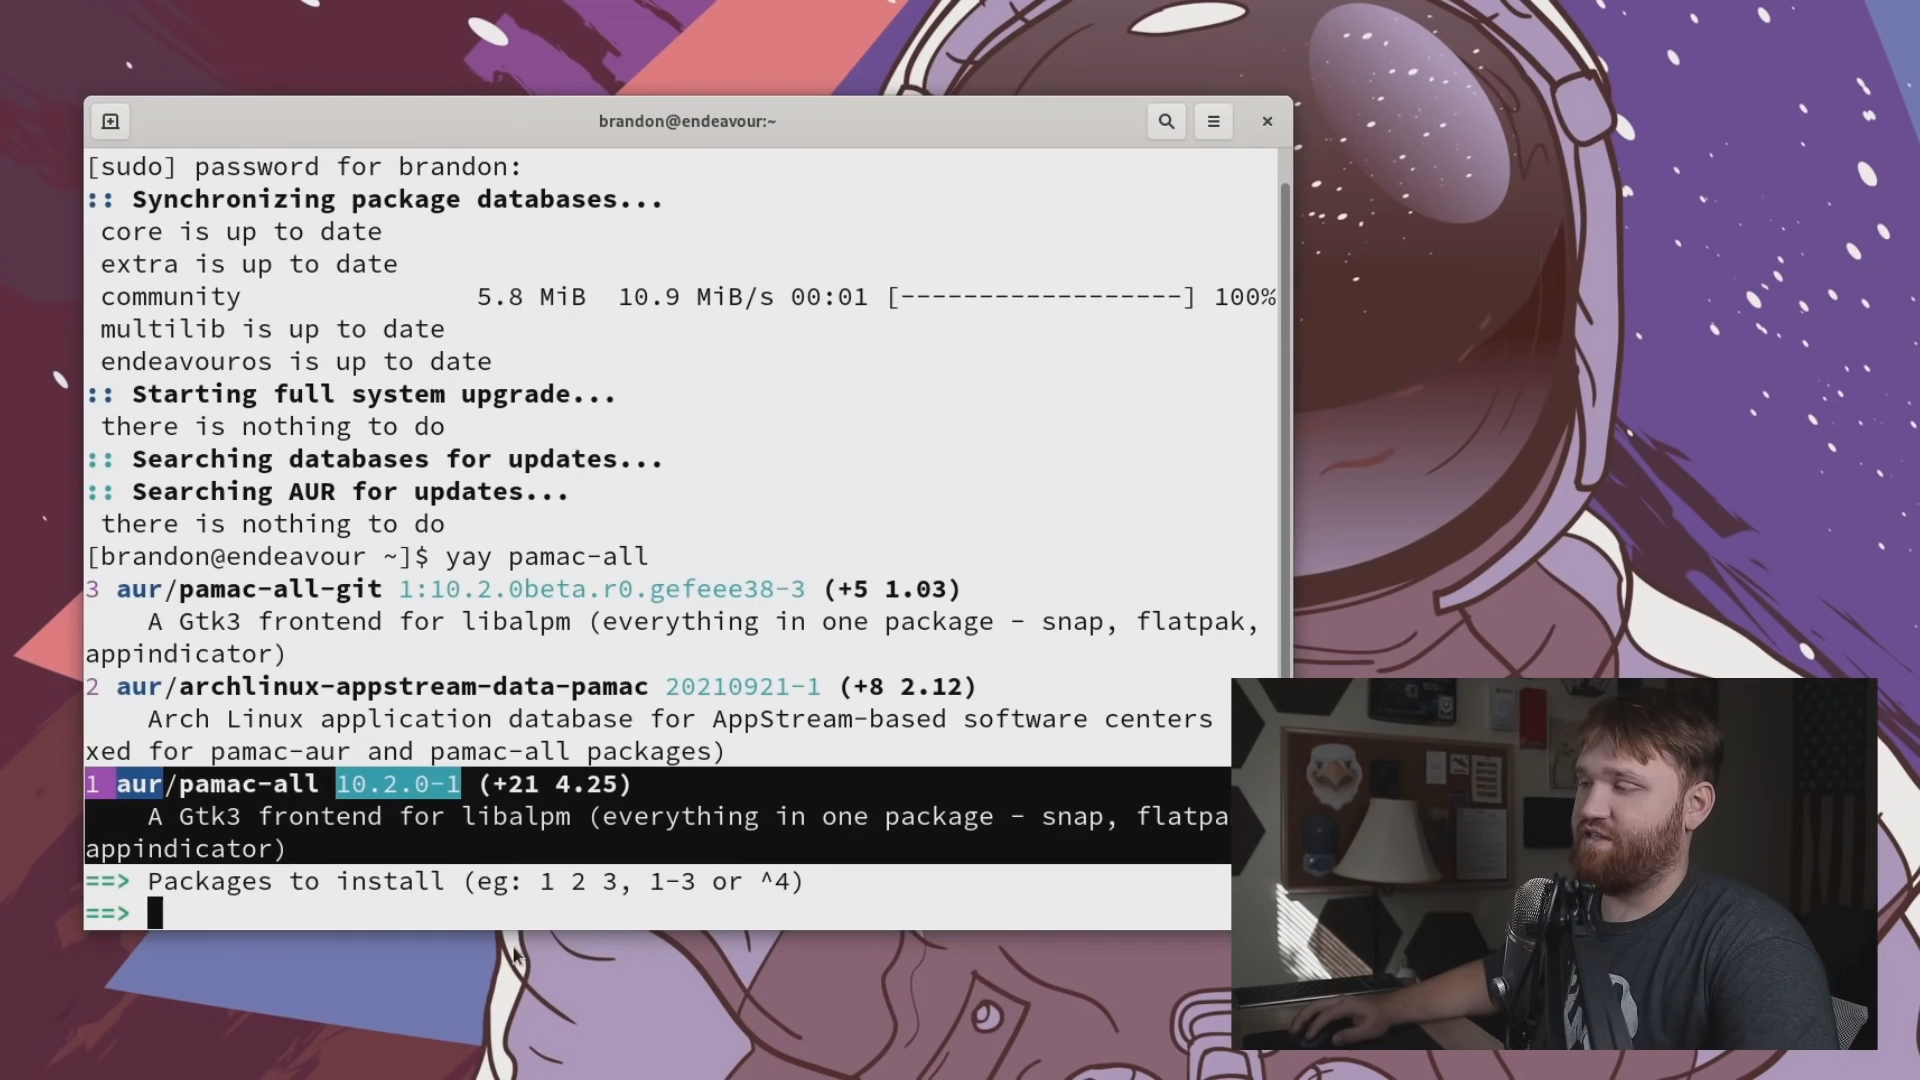 brandon@endeavour:~
[sudo] password for brandon:
:: Synchronizing package databases...
core is up to date
extra is up to date
community 5.8 MiB 10.9 MiB/s 00:01 [------------------] 100%
multilib is up to date
endeavouros is up to date
:: Starting full system upgrade...
there is nothing to do
:: Searching databases for updates...
:: Searching AUR for updates...
there is nothing to do
[brandon@endeavour ~]$ yay pamac-all
3 aur/pamac-all-git 1:10.2.0beta.r0.gefeee38-3 (+5 1.03)
A Gtk3 frontend for libalpm (everything in one package - snap, flatpak,
appindicator)
2 aur/archlinux-appstream-data-pamac 20210921-1 (+8 2.12)
Arch Linux application database for AppStream-based software centers
xed for pamac-aur and pamac-all packages)
1 aur/pamac-all 10.2.0-1 (+21 4.25)
A Gtk3 frontend for libalpm (everything in one package - snap, flatpa
appindicator)
==> Packages to install (eg: 1 2 3, 1-3 or ^4)
==>